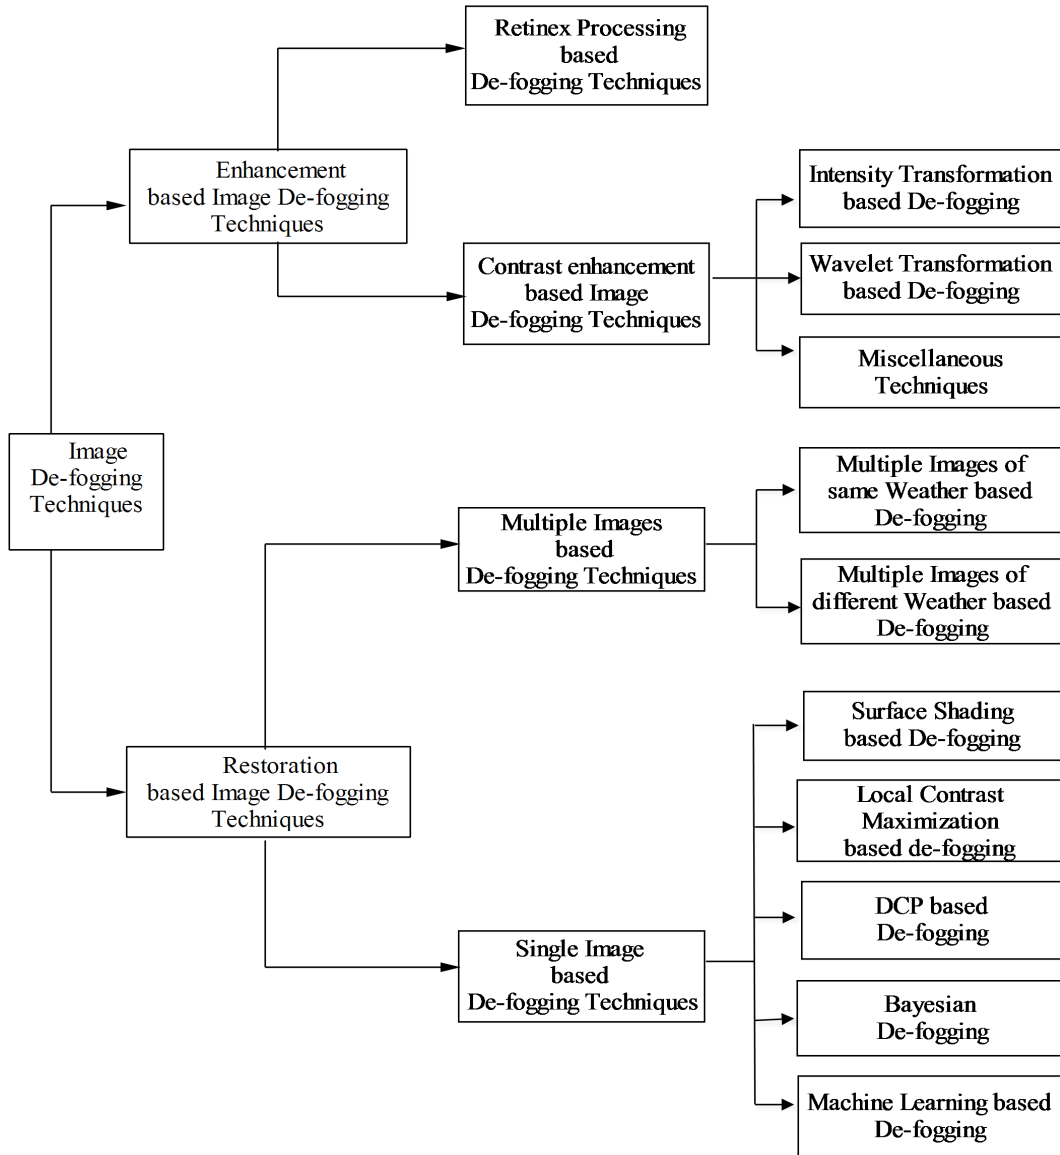 Retinex Processing
based
De-fogging Techniques
Enhancement
based Image De-fogging
Techniques
Intensity Transformation
based De-fogging
Contrast enhancement
based Image
De-fogging Techniques
Wavelet Transformation
based De-fogging
Miscellaneous
Techniques
Image
De-fogging
Techniques
Multiple Images of
same Weather based
De-fogging
Multiple Images
based
De-fogging Techniques
Multiple Images of
different Weather based
De-fogging
Restoration
based Image De-fogging
Techniques
Surface Shading
based De-fogging
Local Contrast
Maximization
based de-fogging
DCP based
De-fogging
Single Image
based
De-fogging Techniques
Bayesian
De-fogging
Machine Learning based
De-fogging